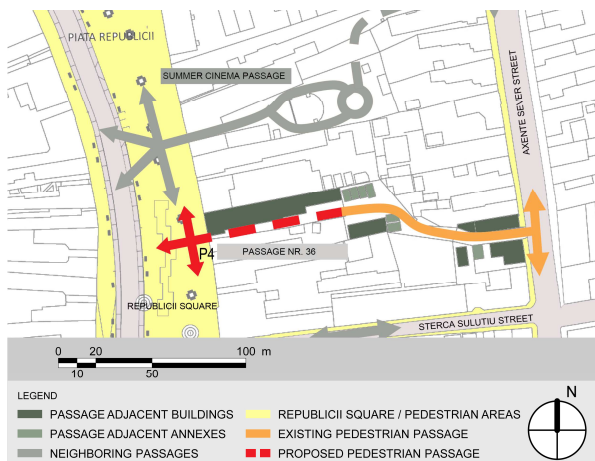 PIATA REPUBLICII
SUMMER CINEMA PASSAGE
AXENTE SEVER STREET
P4
PASSAGE NR. 36
REPUBLICII SQUARE
STERCA SULUTIU STREET
0 20 100 m
10 50
LEGEND
PASSAGE ADJACENT BUILDINGS
PASSAGE ADJACENT ANNEXES
NEIGHBORING PASSAGES
REPUBLICII SQUARE / PEDESTRIAN AREAS
EXISTING PEDESTRIAN PASSAGE
PROPOSED PEDESTRIAN PASSAGE
N